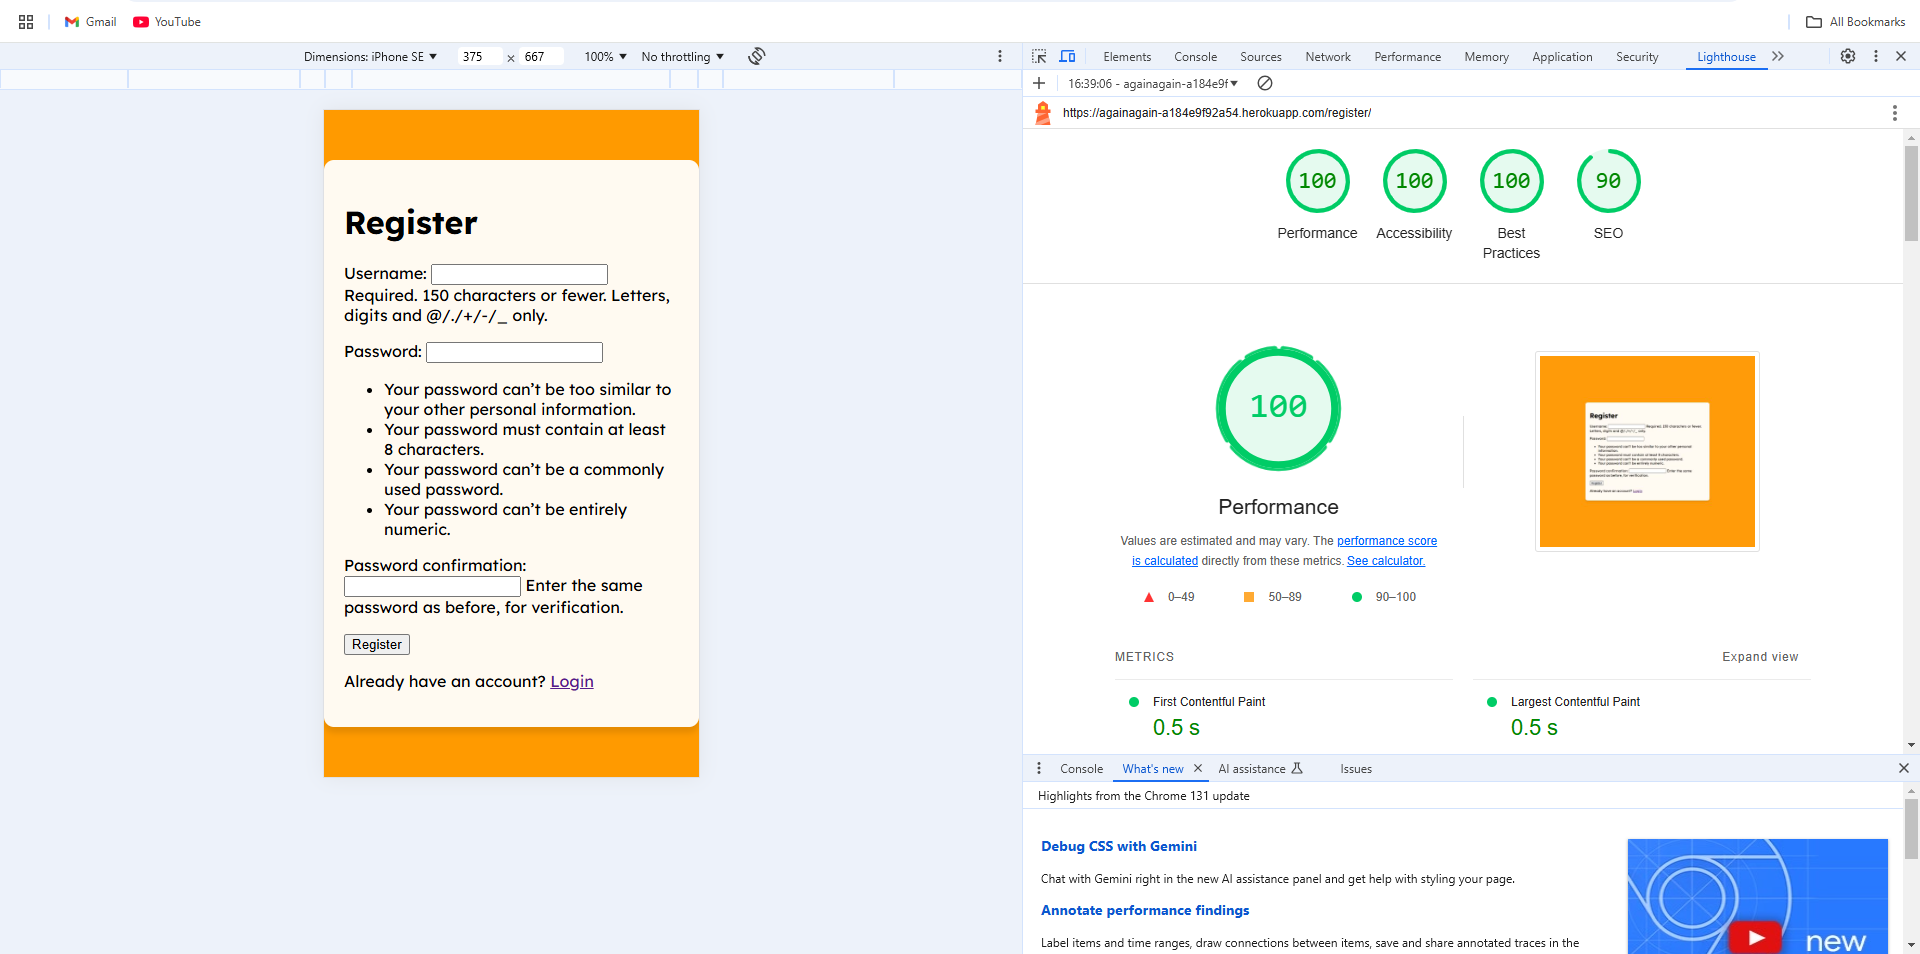 Gmail
YouTube
All Bookmarks
Dimensions: iPhone SE
375 × 667
100%
No throttling
Elements
Console
Sources
Network
Performance
Memory
Application
Security
Lighthouse
16:39:06 - againagain-a184e9f
https://againagain-a184e9f92a54.herokuapp.com/register/
Register
Username:
Required. 150 characters or fewer. Letters,
digits and @/./+/-/_ only.
Password:
• Your password can’t be too similar to
your other personal information.
• Your password must contain at least
8 characters.
• Your password can’t be a commonly
used password.
• Your password can’t be entirely
numeric.
Password confirmation:
Enter the same
password as before, for verification.
Register
Already have an account? Login
100
Performance
100
Accessibility
100
Best
Practices
90
SEO
100
Performance
Values are estimated and may vary. The performance score
is calculated directly from these metrics. See calculator.
0–49
50–89
90–100
Register
METRICS
Expand view
First Contentful Paint
0.5 s
Largest Contentful Paint
0.5 s
Console
What's new
AI assistance
Issues
Highlights from the Chrome 131 update
Debug CSS with Gemini
Chat with Gemini right in the new AI assistance panel and get help with styling your page.
Annotate performance findings
Label items and time ranges, draw connections between items, save and share annotated traces in the
new